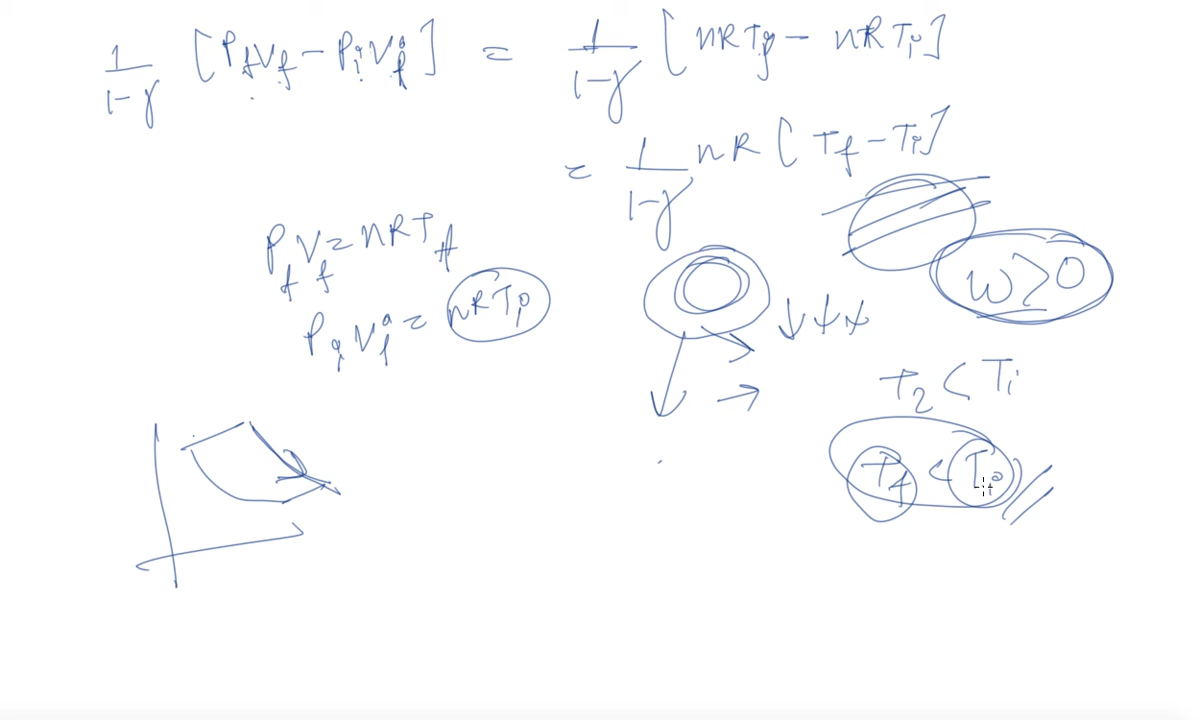 1/(1-γ) [P_f V_f - P_i V_i] = 1/(1-γ) [nRT_f - nRT_i]
= 1/(1-γ) nR [T_f - T_i]
P_f V_f = nRT_f
P_i V_i = nRT_i
W > 0
T_2 < T_i
T_f < T_i